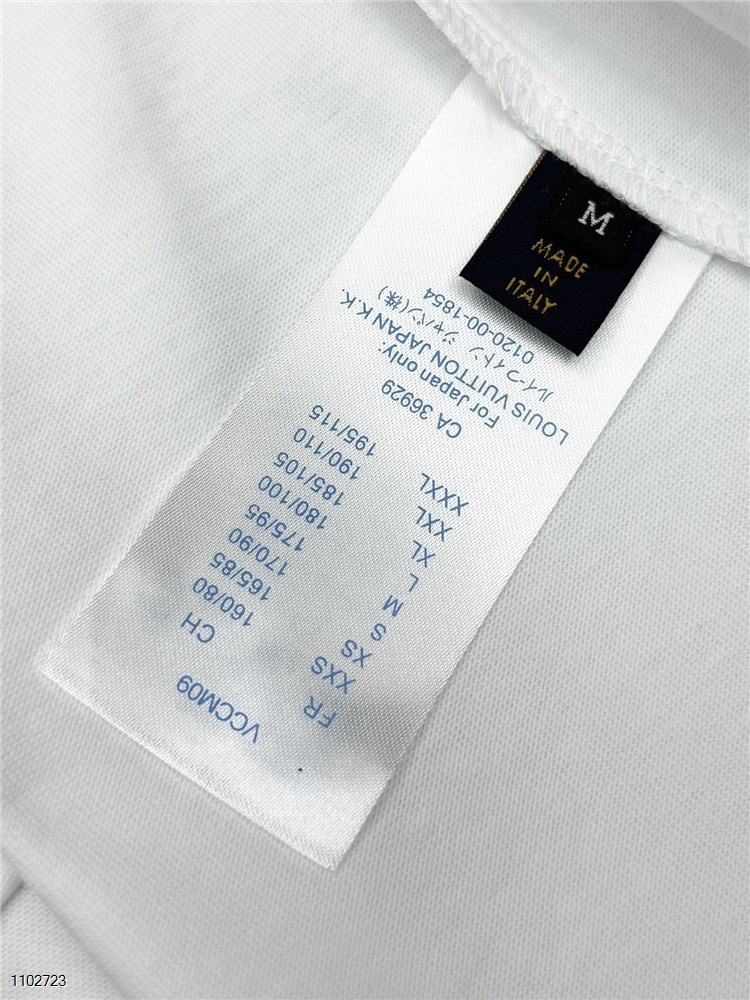 M
MADE
IN
ITALY
VCCM09
FR CH
XXS 160/80
XS 165/85
S 170/90
M 175/95
L 180/100
XL 185/105
XXL 190/110
XXXL 195/115
CA 36929
For Japan only:
LOUIS VUITTON JAPAN K.K.
ルイ・ヴィトン ジャパン(株)
0120-00-1854
1102723